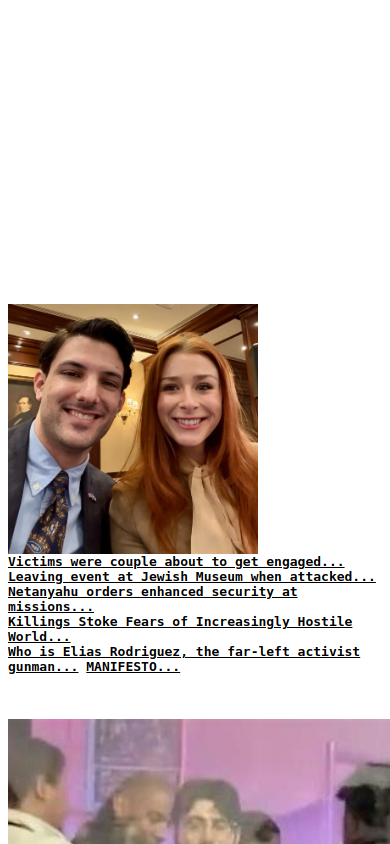 Victims were couple about to get engaged...
Leaving event at Jewish Museum when attacked...
Netanyahu orders enhanced security at
missions...
Killings Stoke Fears of Increasingly Hostile
World...
Who is Elias Rodriguez, the far-left activist
gunman... MANIFESTO...